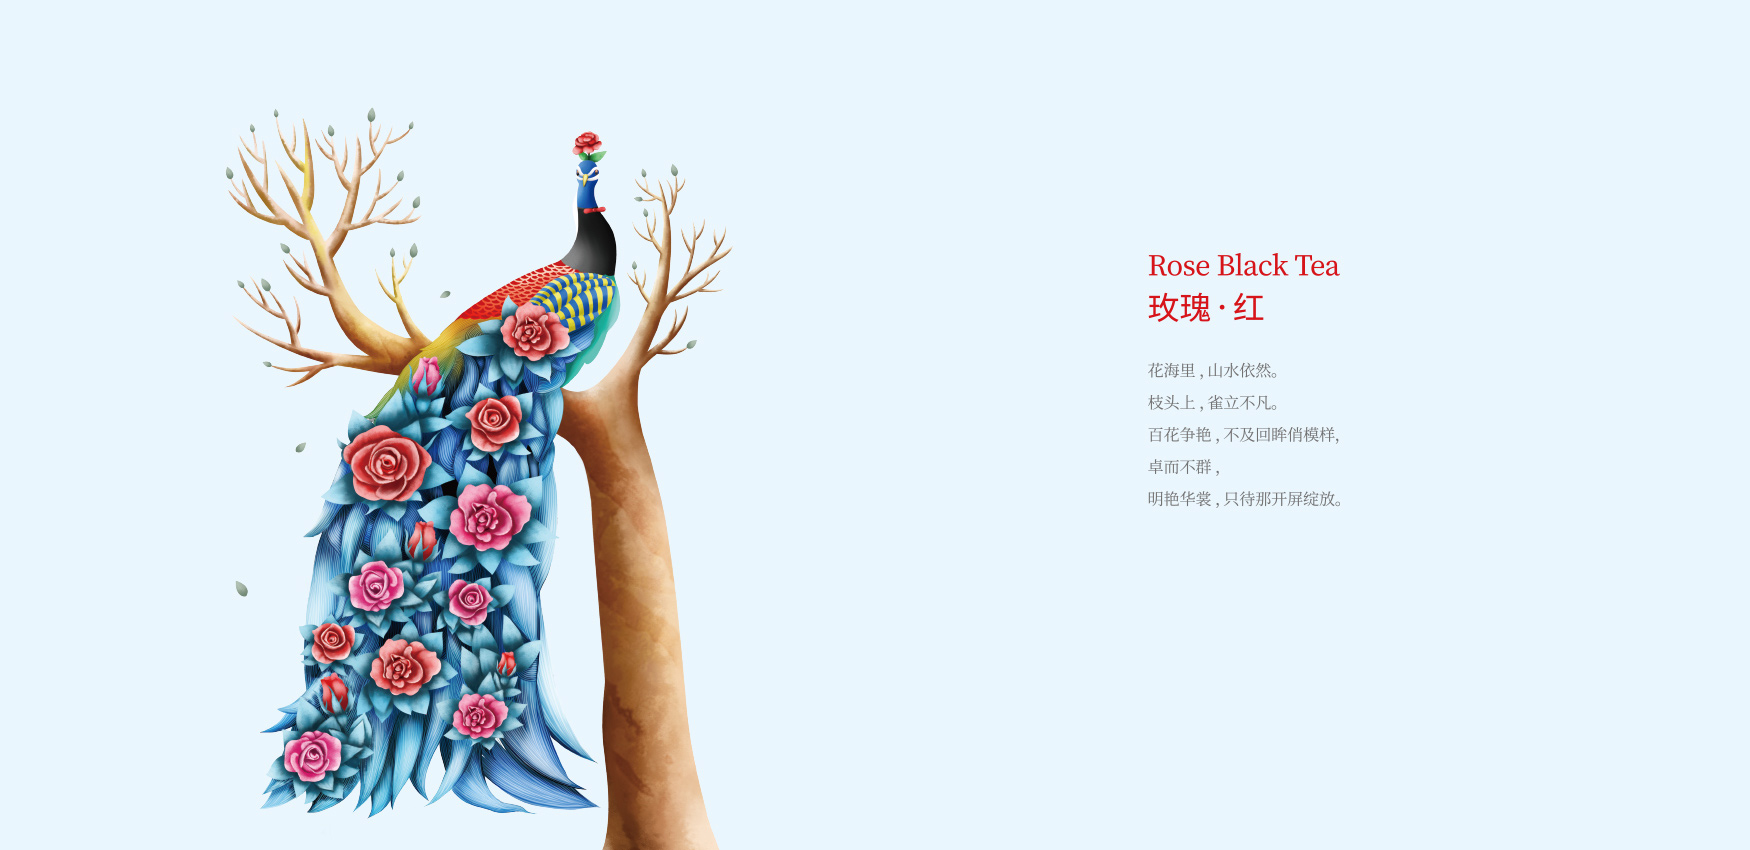 Rose Black Tea
玫瑰·红
花海里 , 山水依然。
枝头上 , 雀立不凡。
百花争艳 , 不及回眸俏模样,
卓而不群 ,
明艳华裳 , 只待那开屏绽放。